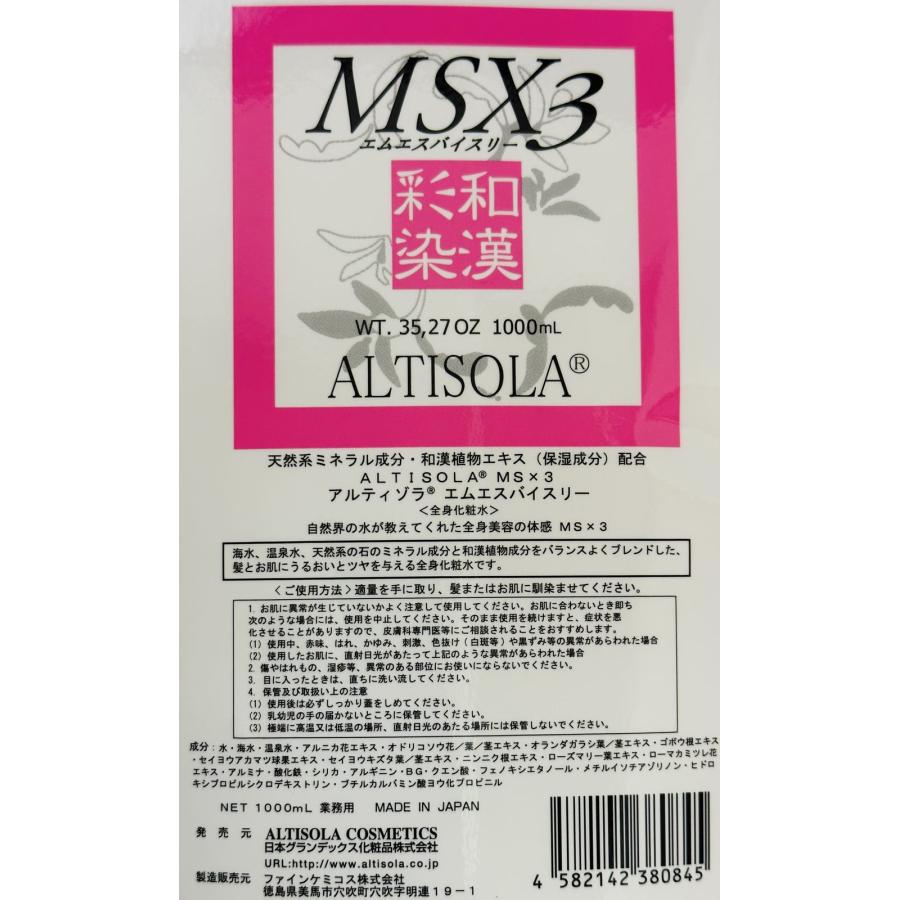 MSX3
エムエスバイスリー
和漢
彩染
WT. 35,27OZ 1000mL
ALTISOLA®
天然系ミネラル成分・和漢植物エキス（保湿成分）配合
ALTISOLA® MS×3
アルティゾラ® エムエスバイスリー
＜全身化粧水＞
自然界の水が教えてくれた全身美容の体感 MS×3
海水、温泉水、天然系の石のミネラル成分と和漢植物成分をバランスよくブレンドした、
髪とお肌にうるおいとツヤを与える全身化粧水です。
＜ご使用方法＞適量を手に取り、髪またはお肌に馴染ませてください。
1. お肌に異常が生じていないかよく注意して使用してください。お肌に合わないとき即ち
次のような場合には、使用を中止してください。そのまま使用を続けますと、症状を悪
化させることがありますので、皮膚科専門医等にご相談されることをおすすめします。
(1) 使用中、赤味、はれ、かゆみ、刺激、色抜け(白斑等)や黒ずみ等の異常があらわれた場合
(2) 使用したお肌に、直射日光があたって上記のような異常があらわれた場合
2. 傷やはれもの、湿疹等、異常のある部位にお使いにならないでください。
3. 目に入ったときは、直ちに洗い流してください。
4. 保管及び取扱い上の注意
(1) 使用後は必ずしっかり蓋をしめてください。
(2) 乳幼児の手の届かないところに保管してください。
(3) 極端に高温又は低温の場所、直射日光のあたる場所には保管しないでください。
成分：水・海水・温泉水・アルニカ花エキス・オドリコソウ花／葉／茎エキス・オランダガラシ葉／茎エキス・ゴボウ根エキス
・セイヨウアカマツ球果エキス・セイヨウキズタ葉／茎エキス・ニンニク根エキス・ローズマリー葉エキス・ローマカミツレ花
エキス・アルミナ・酸化鉄・シリカ・アルギニン・BG・クエン酸・フェノキシエタノール・メチルイソチアゾリノン・ヒドロ
キシプロピルシクロデキストリン・ブチルカルバミン酸ヨウ化プロピニル
NET 1000mL 業務用 MADE IN JAPAN
発売元 ALTISOLA COSMETICS
日本グランデックス化粧品株式会社
URL:http://www.altisola.co.jp
製造販売元 ファインケミコス株式会社
徳島県美馬市穴吹町穴吹字明連19-1
4 582142 380845